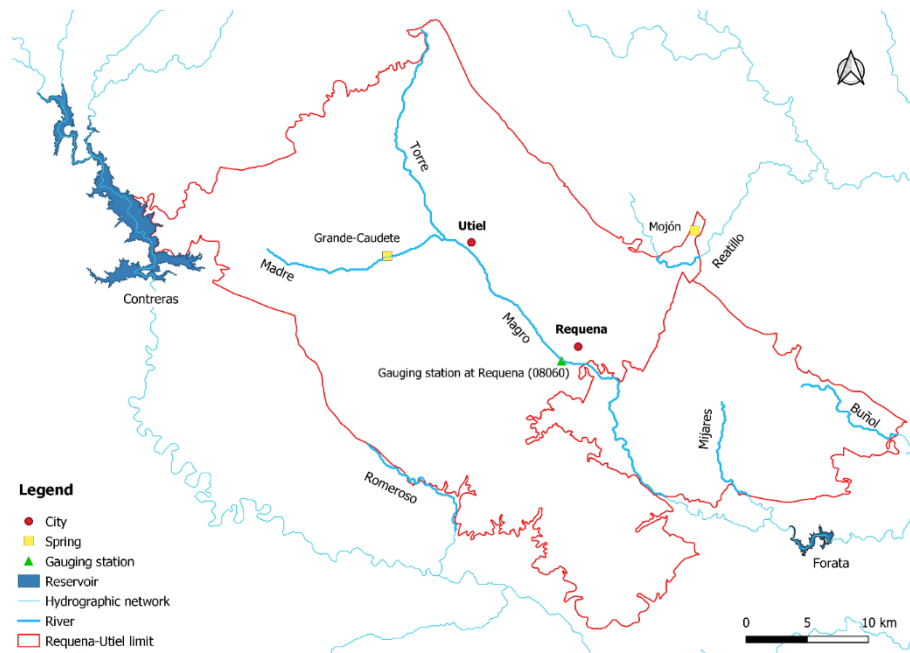 Torre
Utiel
Mojón
Grande-Caudete
Reatillo
Madre
Contreras
Magro
Requena
Gauging station at Requena (08060)
Mijares
Buñol
Romeroso
Forata
Legend
City
Spring
Gauging station
Reservoir
Hydrographic network
River
Requena-Utiel limit
0 5 10 km